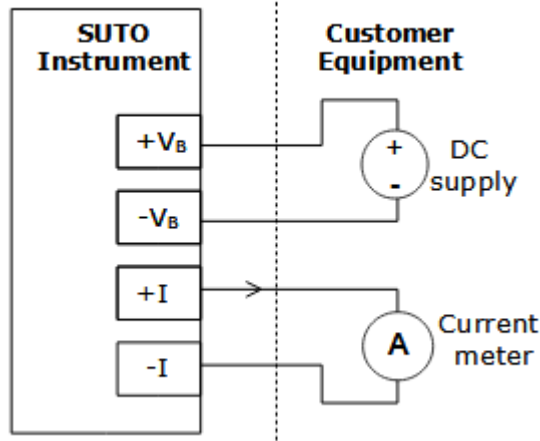 SUTO
Instrument
Customer
Equipment
+VB
-VB
+I
-I
+
-
DC
supply
A
Current
meter